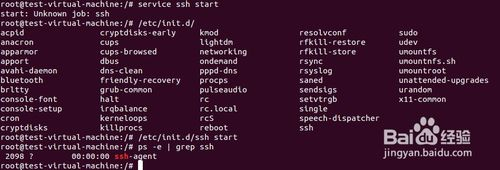 root@test-virtual-machine:/# service ssh start
start: Unknown job: ssh
root@test-virtual-machine:/# /etc/init.d/
acpid cryptdisks-early kmod resolvconf sudo
anacron cups lightdm rfkill-restore udev
apparmor cups-browsed networking rfkill-store umountfs
apport dbus ondemand rsync umountnfs.sh
avahi-daemon dns-clean pppd-dns rsyslog umountroot
bluetooth friendly-recovery procps saned unattended-upgrades
brltty grub-common pulseaudio sendsigs urandom
console-font halt rc setvtrgb x11-common
console-setup irqbalance rc.local single
cron kerneloops rcS speech-dispatcher
cryptdisks killprocs reboot ssh
root@test-virtual-machine:/# /etc/init.d/ssh start
root@test-virtual-machine:/# ps -e | grep ssh
2098 ? 00:00:00 ssh-agent
root@test-virtual-machine:/#
Baidu 经验
jingyan.baidu.com